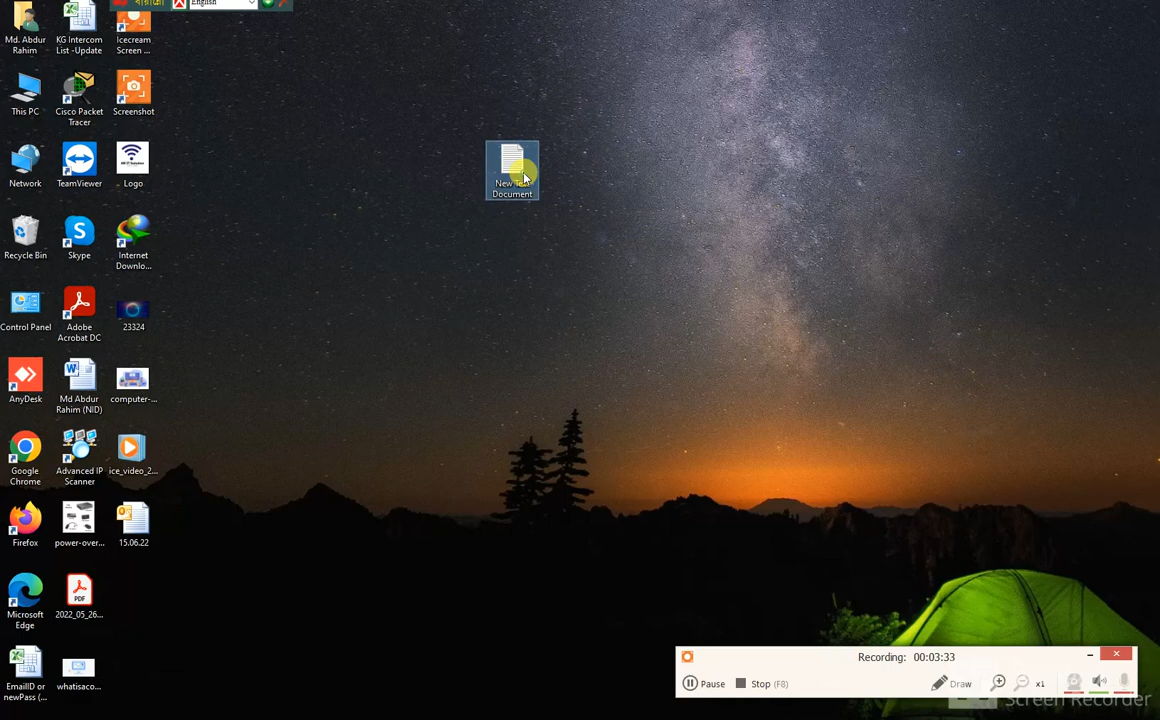 English
Md. Abdur
Rahim
KG Intercom
List -Update
Icecream
Screen ...
This PC
Cisco Packet
Tracer
Screenshot
Network
TeamViewer
Logo
New Text
Document
Recycle Bin
Skype
Internet
Downlo...
Control Panel
Adobe
Acrobat DC
23324
AnyDesk
Md Abdur
Rahim (NID)
computer-...
Google
Chrome
Advanced IP
Scanner
ice_video_2...
Firefox
power-over...
15.06.22
Microsoft
Edge
PDF
2022_05_26...
EmailID or
newPass (...
whatisaco...
Recording: 00:03:33
Pause
Stop (F8)
Draw
x1
Screen Recorder